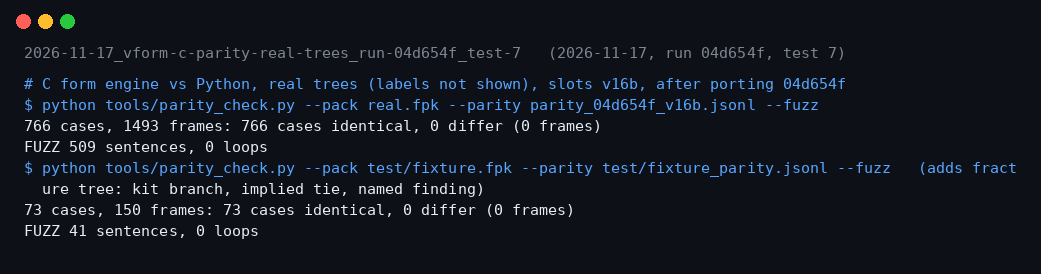 2026-11-17_vform-c-parity-real-trees_run-04d654f_test-7   (2026-11-17, run 04d654f, test 7)
# C form engine vs Python, real trees (labels not shown), slots v16b, after porting 04d654f
$ python tools/parity_check.py --pack real.fpk --parity parity_04d654f_v16b.jsonl --fuzz
766 cases, 1493 frames: 766 cases identical, 0 differ (0 frames)
FUZZ 509 sentences, 0 loops
$ python tools/parity_check.py --pack test/fixture.fpk --parity test/fixture_parity.jsonl --fuzz   (adds fract
  ure tree: kit branch, implied tie, named finding)
73 cases, 150 frames: 73 cases identical, 0 differ (0 frames)
FUZZ 41 sentences, 0 loops